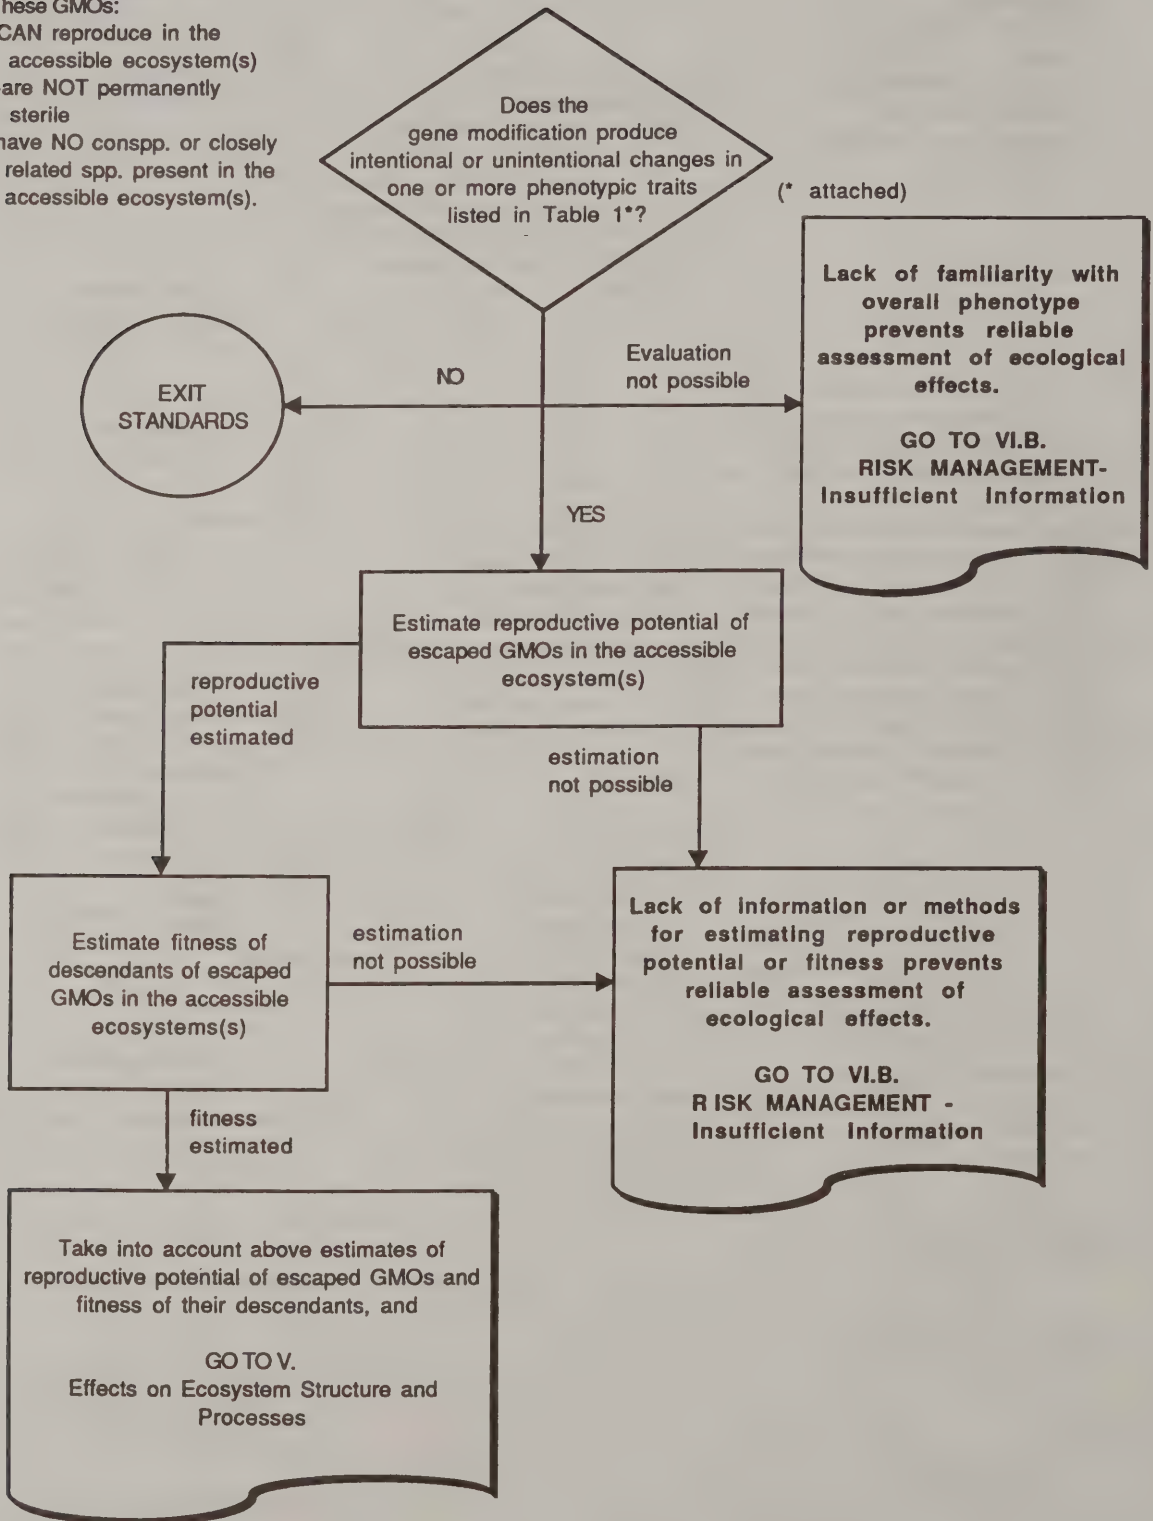 hese GMOs:
CAN reproduce in the
accessible ecosystem(s)
are NOT permanently
sterile
have NO conspp. or closely
related spp. present in the
accessible ecosystem(s).
Does the
gene modification produce
intentional or unintentional changes in
one or more phenotypic traits
listed in Table 1*?
(* attached)
Lack of familiarity with
overall phenotype
prevents reliable
assessment of ecological
effects.
GO TO VI.B.
RISK MANAGEMENT-
Insufficient Information
Evaluation
not possible
NO
EXIT
STANDARDS
YES
Estimate reproductive potential of
escaped GMOs in the accessible
ecosystem(s)
reproductive
potential
estimated
estimation
not possible
Estimate fitness of
descendants of escaped
GMOs in the accessible
ecosystems(s)
estimation
not possible
Lack of information or methods
for estimating reproductive
potential or fitness prevents
reliable assessment of
ecological effects.
GO TO VI.B.
R ISK MANAGEMENT -
Insufficient Information
fitness
estimated
Take into account above estimates of
reproductive potential of escaped GMOs and
fitness of their descendants, and
GO TO V.
Effects on Ecosystem Structure and
Processes